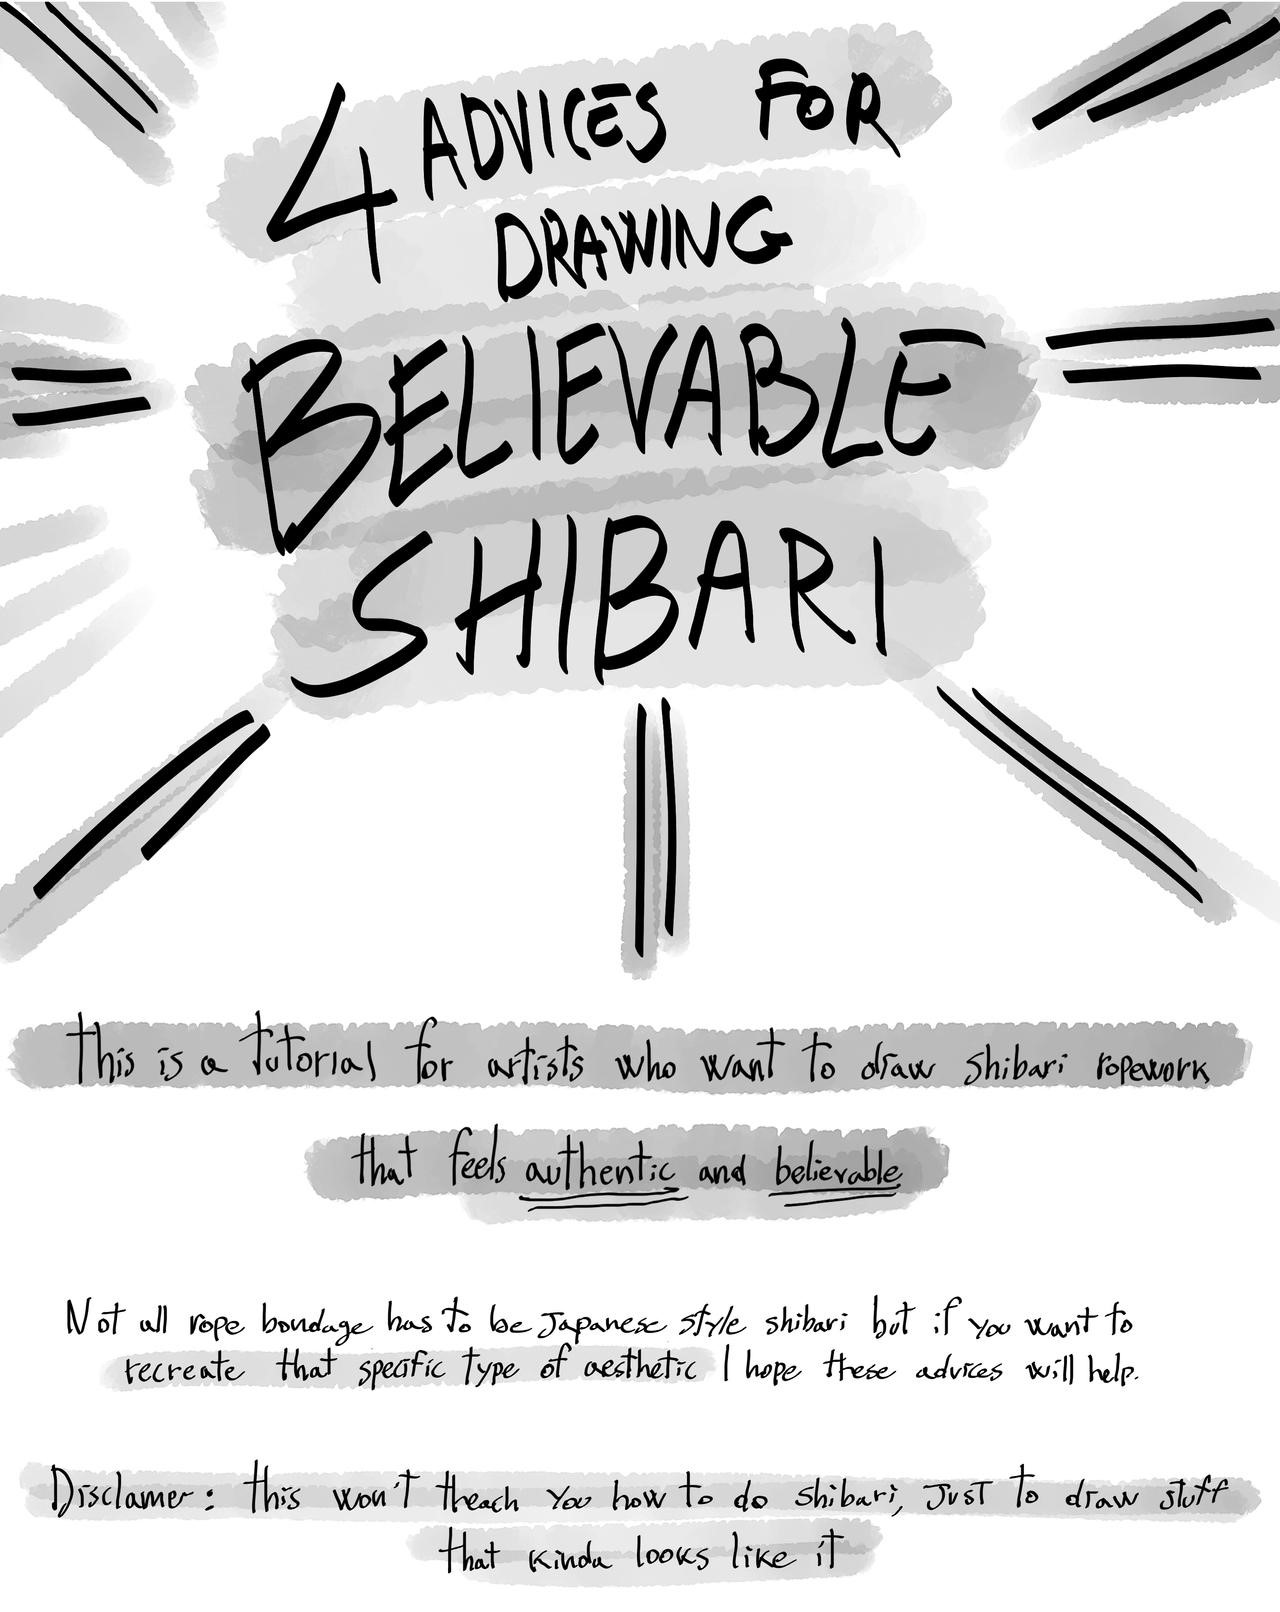 4 ADVICES FOR
DRAWING
BELIEVABLE
SHIBARI
This is a tutorial for artists who want to draw shibari ropework
that feels authentic and believable
Not all rope bondage has to be Japanese style shibari but if you want to
recreate that specific type of aesthetic I hope these advices will help.
Disclamer: this won't theach you how to do shibari, just to draw stuff
that kinda looks like it